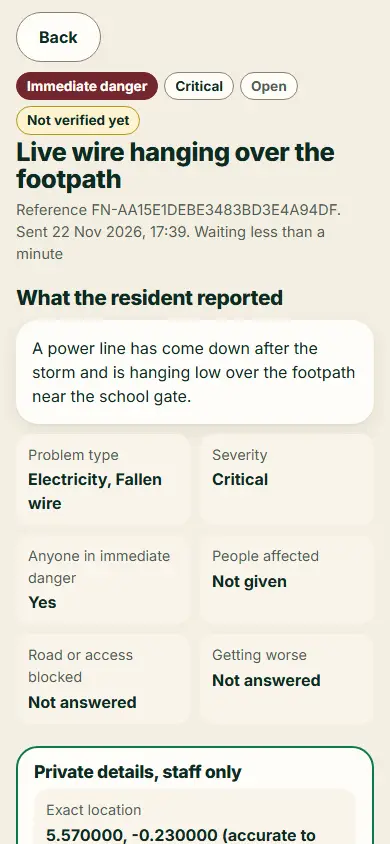 Back
Immediate danger
Critical
Open
Not verified yet
Live wire hanging over the
footpath
Reference FN-AA15E1DEBE3483BD3E4A94DF.
Sent 22 Nov 2026, 17:39. Waiting less than a
minute
What the resident reported
A power line has come down after the
storm and is hanging low over the footpath
near the school gate.
Problem type
Electricity, Fallen
wire
Severity
Critical
Anyone in immediate
danger
Yes
People affected
Not given
Road or access
blocked
Not answered
Getting worse
Not answered
Private details, staff only
Exact location
5.570000, -0.230000 (accurate to